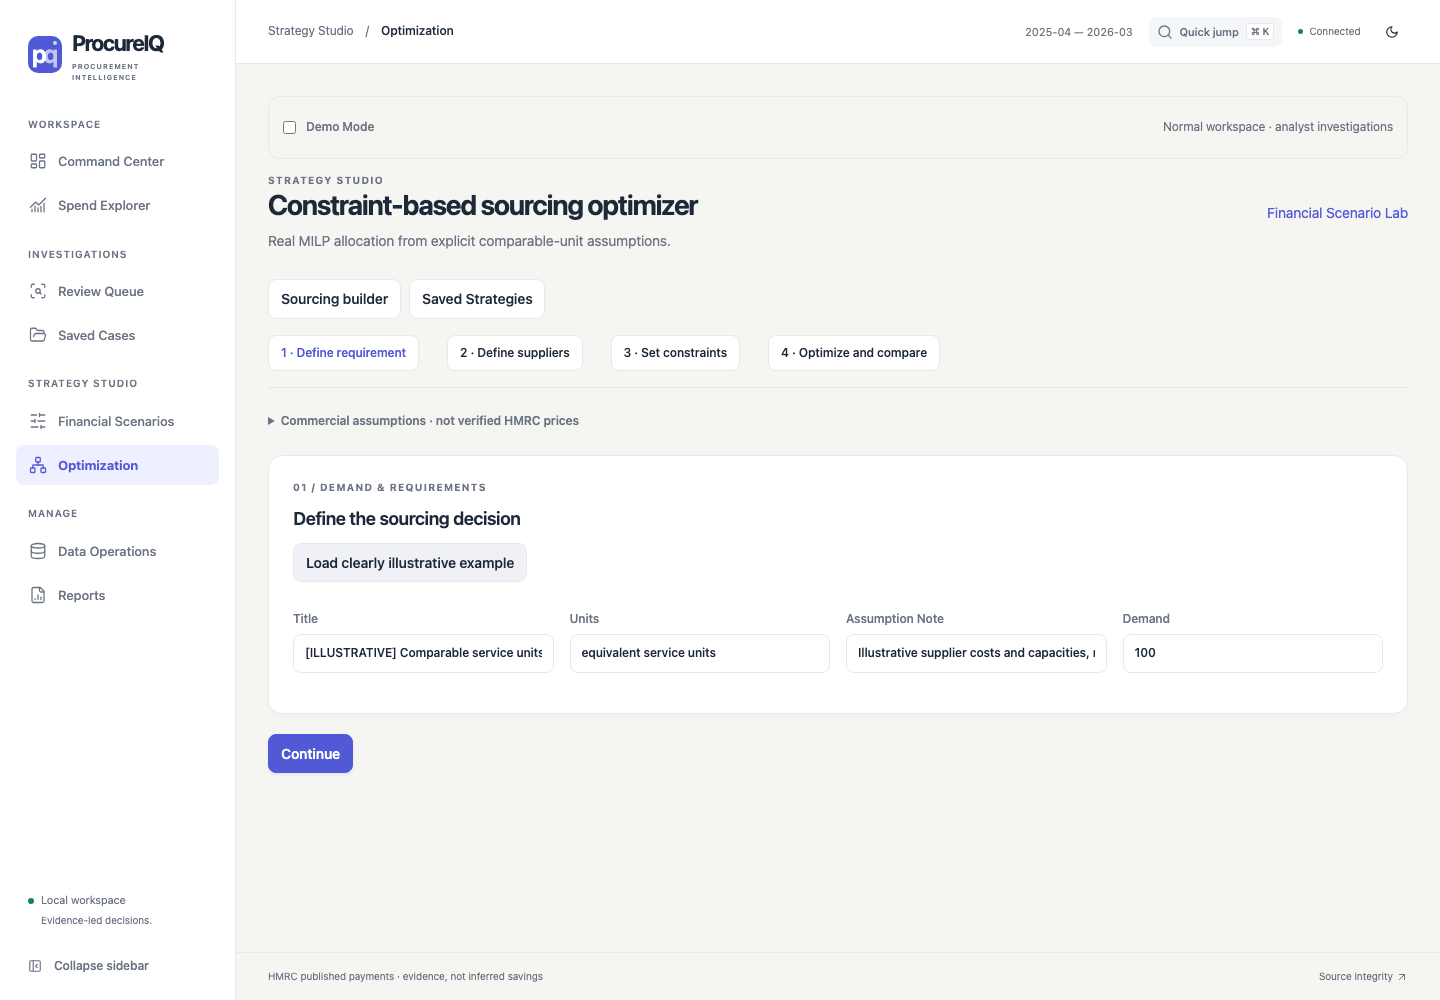 pq
ProcureIQ
PROCUREMENT
INTELLIGENCE
WORKSPACE
Command Center
Spend Explorer
INVESTIGATIONS
Review Queue
Saved Cases
STRATEGY STUDIO
Financial Scenarios
Optimization
MANAGE
Data Operations
Reports
Local workspace
Evidence-led decisions.
Collapse sidebar
Strategy Studio / Optimization
2025-04 — 2026-03
Quick jump ⌘ K
Connected
Demo Mode
Normal workspace · analyst investigations
STRATEGY STUDIO
Constraint-based sourcing optimizer
Financial Scenario Lab
Real MILP allocation from explicit comparable-unit assumptions.
Sourcing builder
Saved Strategies
1 · Define requirement
2 · Define suppliers
3 · Set constraints
4 · Optimize and compare
Commercial assumptions · not verified HMRC prices
01 / DEMAND & REQUIREMENTS
Define the sourcing decision
Load clearly illustrative example
Title
[ILLUSTRATIVE] Comparable service units
Units
equivalent service units
Assumption Note
Illustrative supplier costs and capacities,
Demand
100
Continue
HMRC published payments · evidence, not inferred savings
Source integrity